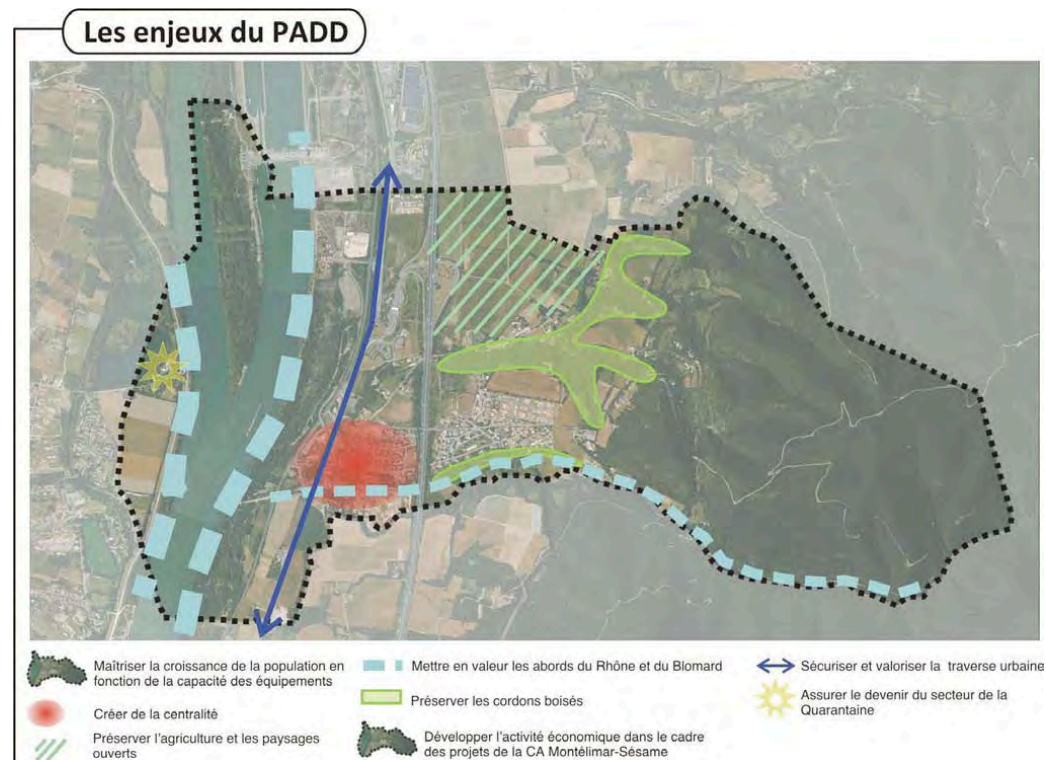 Les enjeux du PADD
Maîtriser la croissance de la population en
fonction de la capacité des équipements
Créer de la centralité
Préserver l'agriculture et les paysages
ouverts
Mettre en valeur les abords du Rhône et du Blomard
Préserver les cordons boisés
Développer l'activité économique dans le cadre
des projets de la CA Montélimar-Sésame
Sécuriser et valoriser la traverse urbaine
Assurer le devenir du secteur de la
Quarantaine